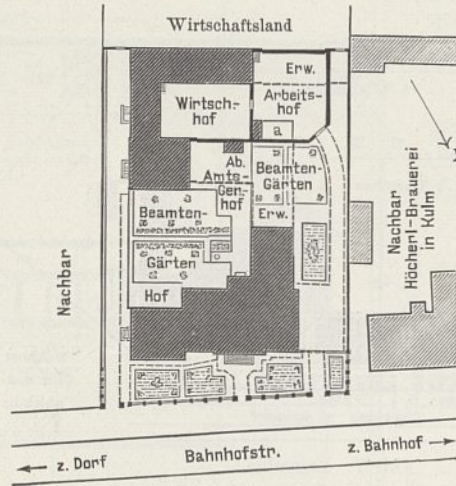 Wirtschaftsland
Erw.
Wirtsch-
hof
Arbeits-
hof
a
Ab.
Amts-
Ger.
hof
Beamten-
Gärten
Erw.
Beamten-
Gärten
Hof
Nachbar
Nachbar
Höcherl-Brauerei
in Kulm
Bahnhofstr.
z. Dorf
z. Bahnhof